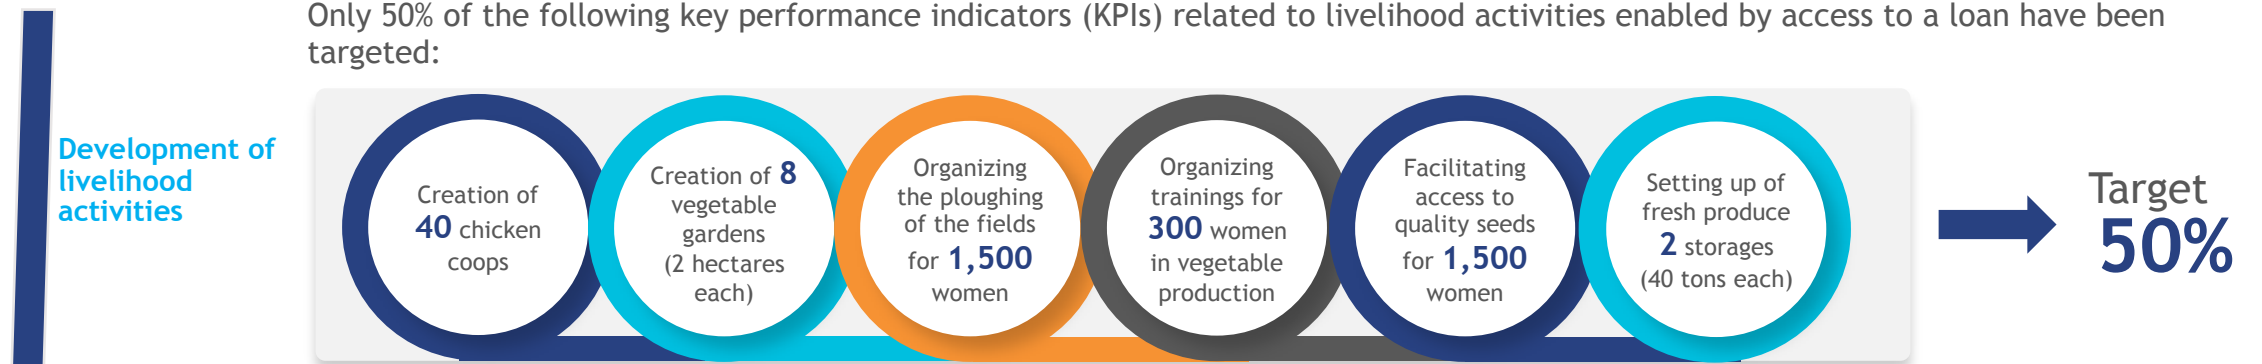 Only 50% of the following key performance indicators (KPIs) related to livelihood activities enabled by access to a loan have been
targeted:
Development of
livelihood
activities
Creation of
40 chicken
coops
Creation of 8
vegetable
gardens
(2 hectares
each)
Organizing
the ploughing
of the fields
for 1,500
women
Organizing
trainings for
300 women
in vegetable
production
Facilitating
access to
quality seeds
for 1,500
women
Setting up of
fresh produce
2 storages
(40 tons each)
Target
50%